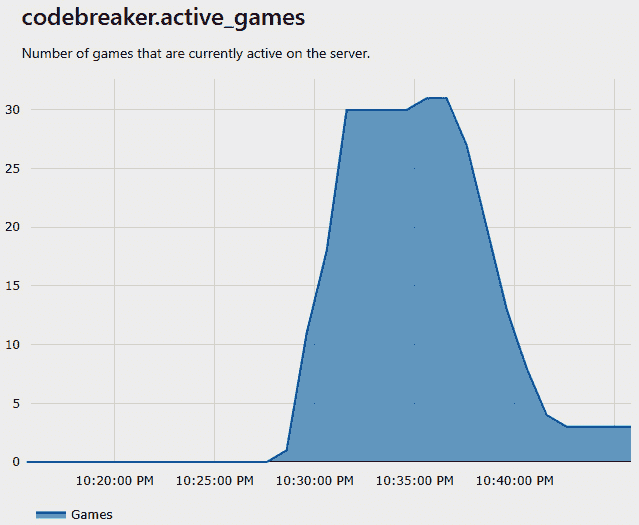 codebreaker.active_games
Number of games that are currently active on the server.
30
25
20
15
10
5
0
10:20:00 PM 10:25:00 PM 10:30:00 PM 10:35:00 PM 10:40:00 PM
Games